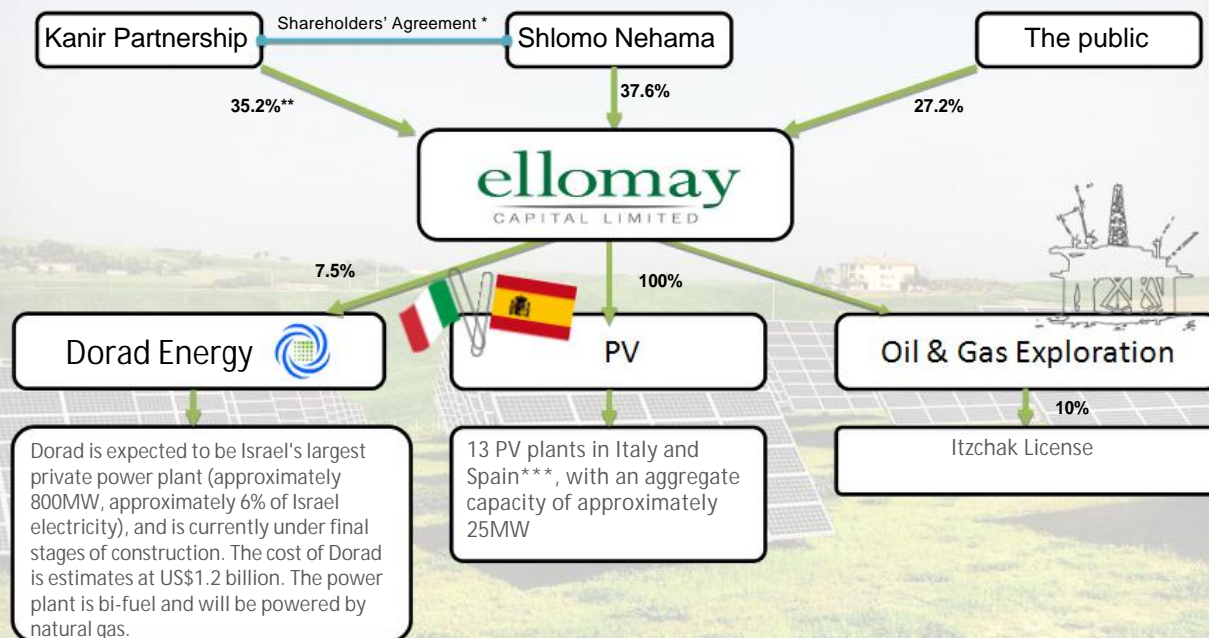 Shareholders' Agreement *
Kanir Partnership
Shlomo Nehama
The public
35.2%**
37.6%
27.2%
ellomay
CAPITAL LIMITED
7.5%
100%
Dorad Energy
PV
Oil & Gas Exploration
10%
Dorad is expected to be Israel's largest
private power plant (approximately
800MW, approximately 6% of Israel
electricity), and is currently under final
stages of construction. The cost of Dorad
is estimates at US$1.2 billion. The power
plant is bi-fuel and will be powered by
natural gas.
13 PV plants in Italy and
Spain***, with an aggregate
capacity of approximately
25MW
Itzchak License